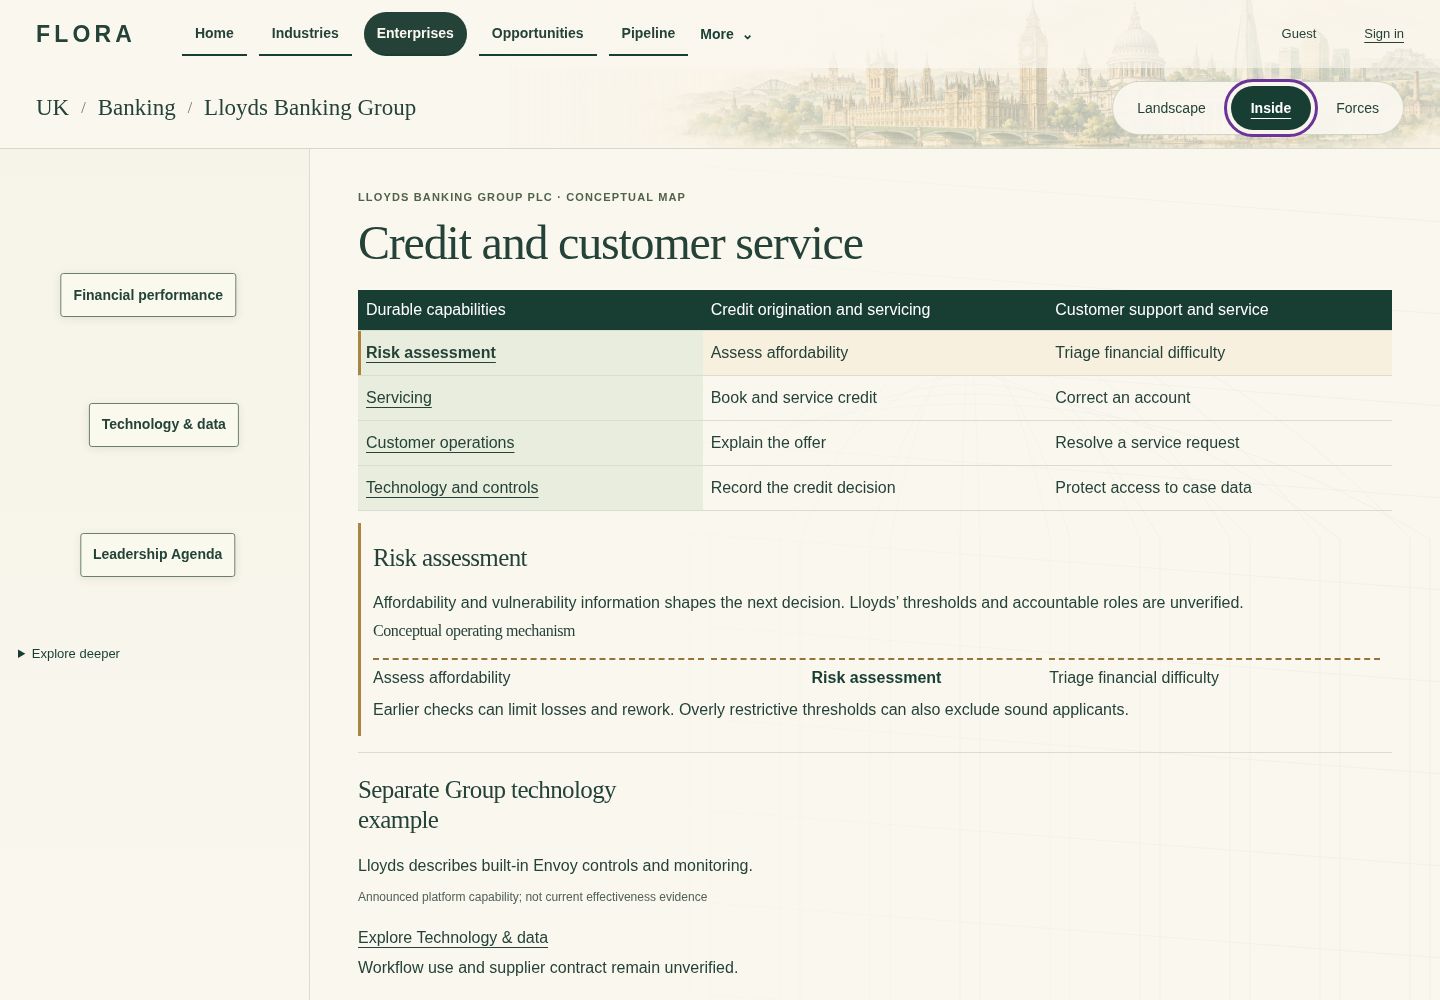 FLORA
Home
Industries
Enterprises
Opportunities
Pipeline
More
Guest
Sign in
UK / Banking / Lloyds Banking Group
Landscape
Inside
Forces
Financial performance
Technology & data
Leadership Agenda
Explore deeper
LLOYDS BANKING GROUP PLC · CONCEPTUAL MAP
Credit and customer service
Durable capabilities Credit origination and servicing Customer support and service
Risk assessment Assess affordability Triage financial difficulty
Servicing Book and service credit Correct an account
Customer operations Explain the offer Resolve a service request
Technology and controls Record the credit decision Protect access to case data
Risk assessment
Affordability and vulnerability information shapes the next decision. Lloyds’ thresholds and accountable roles are unverified.
Conceptual operating mechanism
Assess affordability Risk assessment Triage financial difficulty
Earlier checks can limit losses and rework. Overly restrictive thresholds can also exclude sound applicants.
Separate Group technology
example
Lloyds describes built-in Envoy controls and monitoring.
Announced platform capability; not current effectiveness evidence
Explore Technology & data
Workflow use and supplier contract remain unverified.